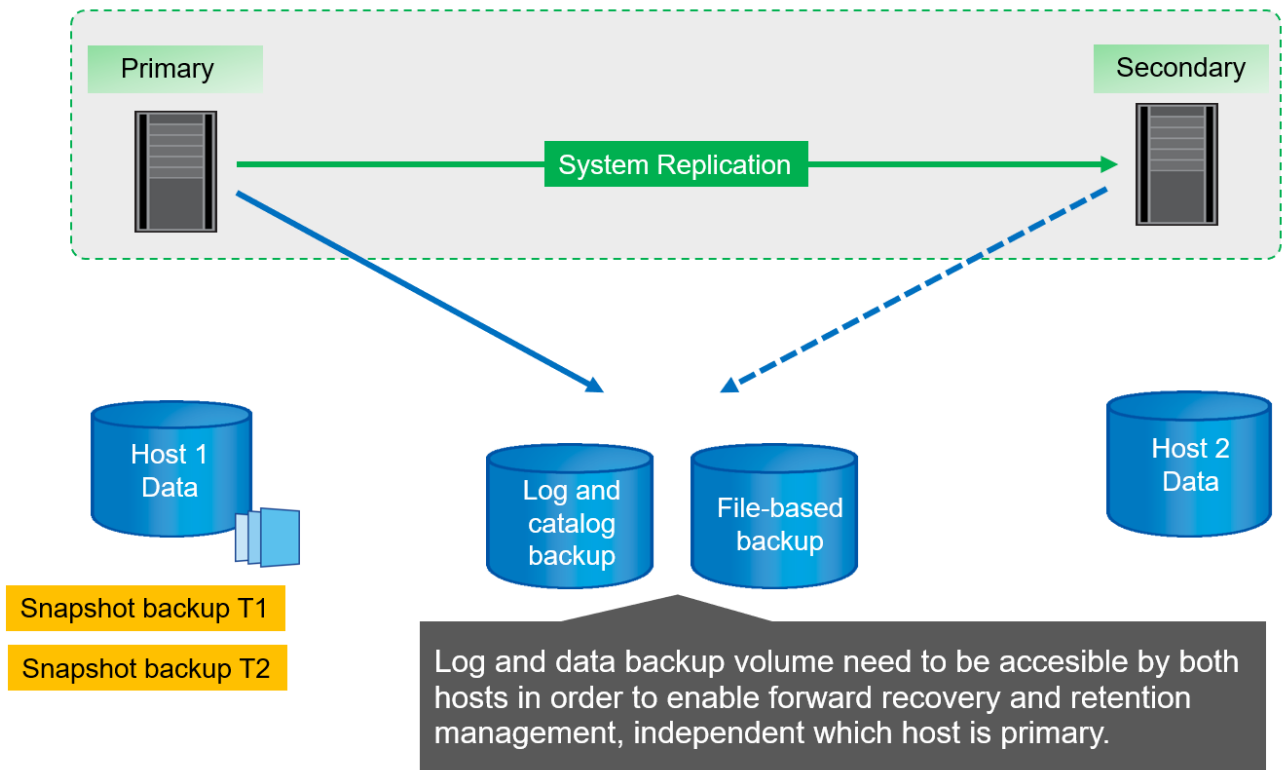 Primary
Secondary
System Replication
Host 1
Data
Log and
catalog
backup
File-based
backup
Host 2
Data
Snapshot backup T1
Snapshot backup T2
Log and data backup volume need to be accesible by both
hosts in order to enable forward recovery and retention
management, independent which host is primary.